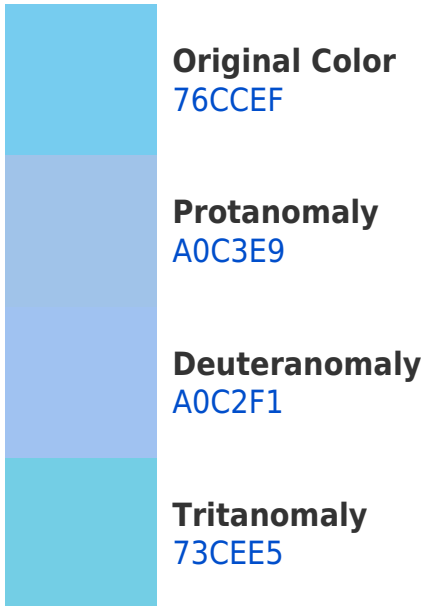 Original Color
76CCEF
Protanomaly
A0C3E9
Deuteranomaly
A0C2F1
Tritanomaly
73CEE5